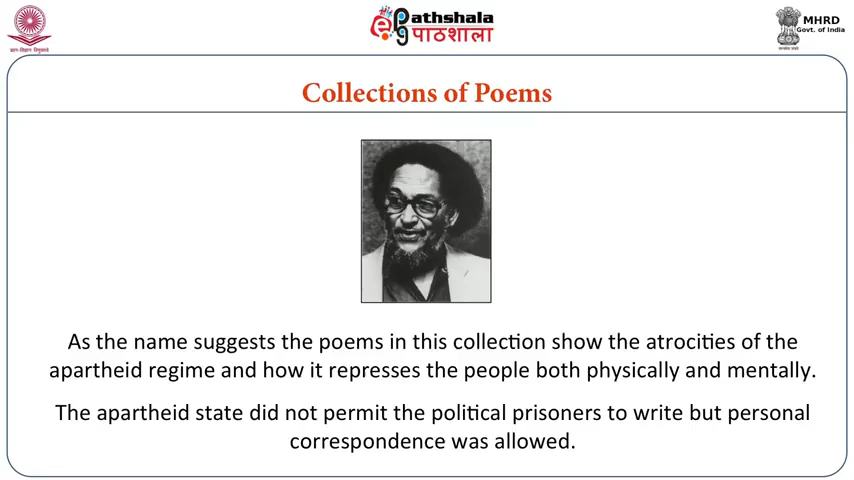 ePathshala
पाठशाला
MHRD
Govt. of India
Collections of Poems
As the name suggests the poems in this collection show the atrocities of the
apartheid regime and how it represses the people both physically and mentally.
The apartheid state did not permit the political prisoners to write but personal
correspondence was allowed.